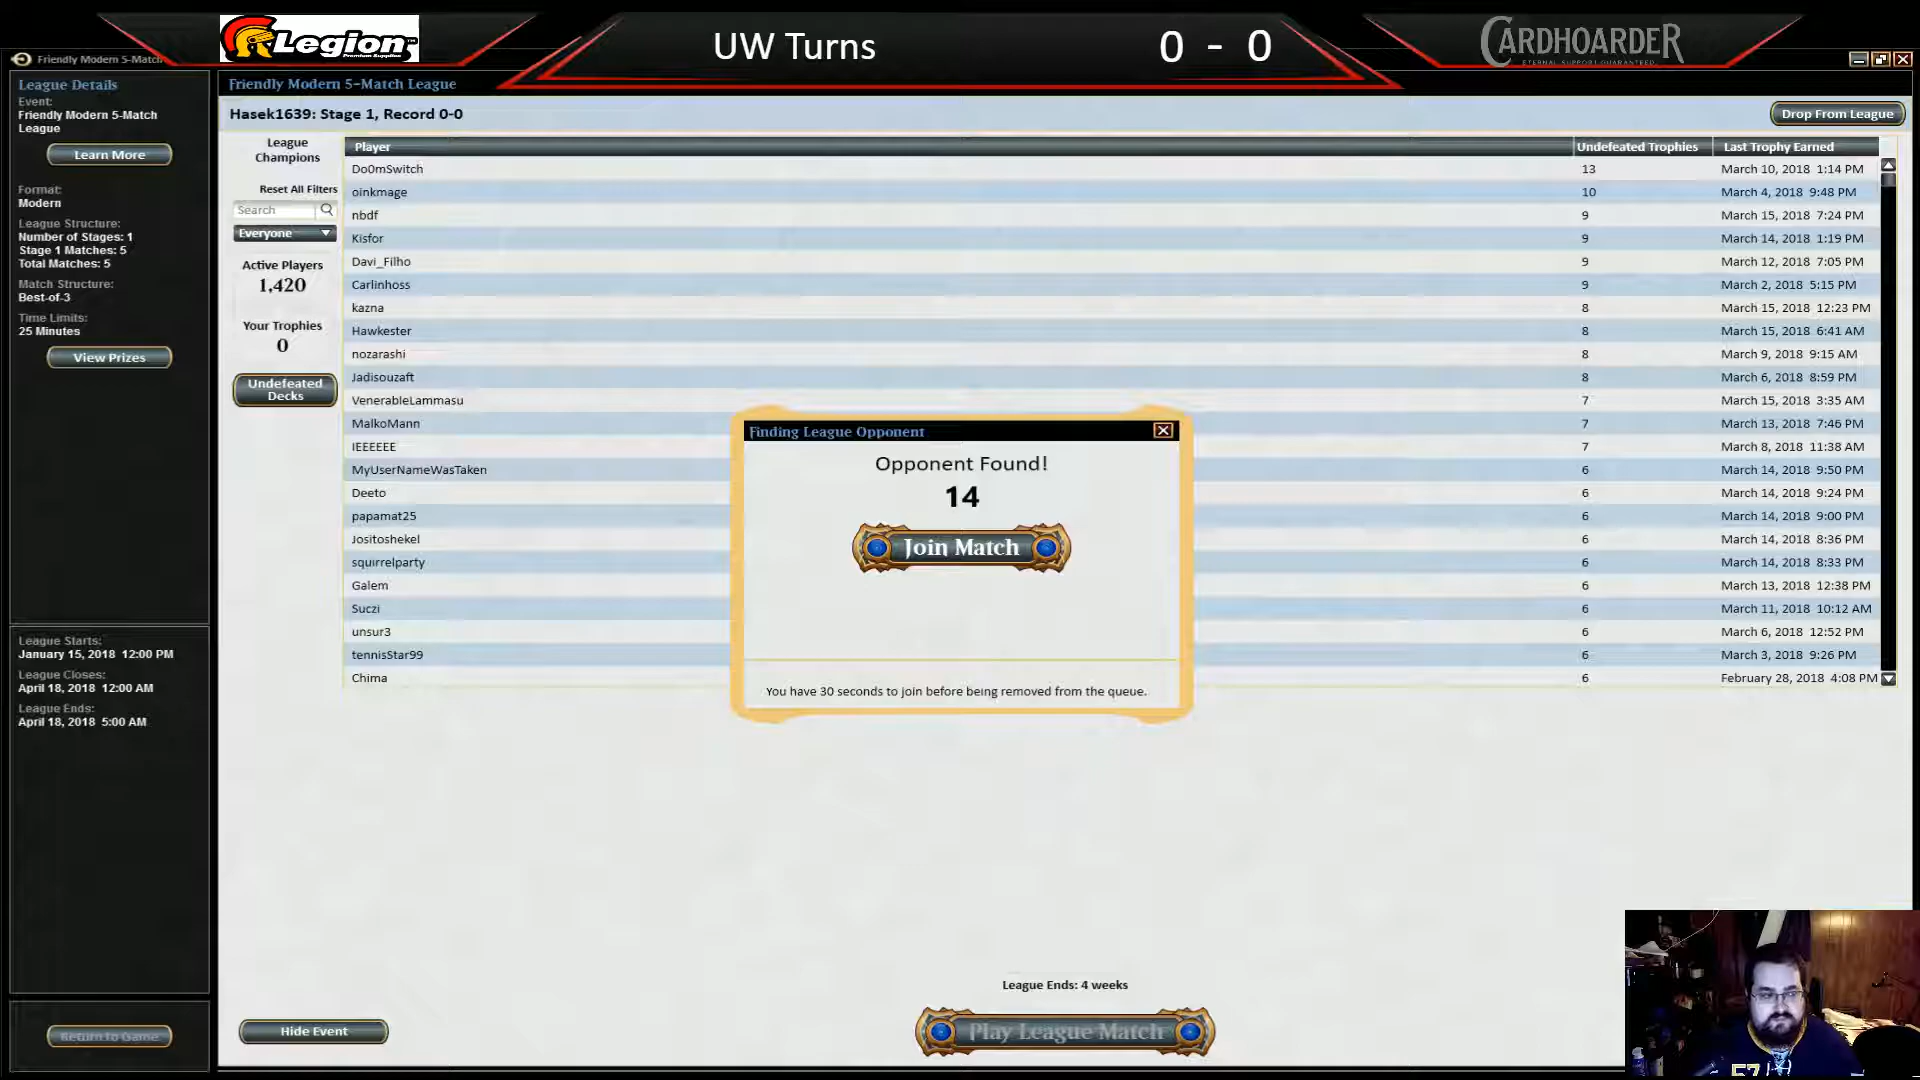 Legion
Premium Supplies
UW Turns
0 - 0
CARDHOARDER
ETERNAL SUPPORT GUARANTEED.
Friendly Modern 5-Match
League Details
Event:
Friendly Modern 5-Match
League
Learn More
Format:
Modern
League Structure:
Number of Stages: 1
Stage 1 Matches: 5
Total Matches: 5
Match Structure:
Best-of-3
Time Limits:
25 Minutes
View Prizes
League Starts:
January 15, 2018 12:00 PM
League Closes:
April 18, 2018 12:00 AM
League Ends:
April 18, 2018 5:00 AM
Return to Game
Friendly Modern 5-Match League
Hasek1639: Stage 1, Record 0-0
Drop From League
League
Champions
Reset All Filters
Search
Everyone
Active Players
1,420
Your Trophies
0
Undefeated
Decks
Player Undefeated Trophies Last Trophy Earned
Do0mSwitch 13 March 10, 2018 1:14 PM
oinkmage 10 March 4, 2018 9:48 PM
nbdf 9 March 15, 2018 7:24 PM
Kisfor 9 March 14, 2018 1:19 PM
Davi_Filho 9 March 12, 2018 7:05 PM
Carlinhoss 9 March 2, 2018 5:15 PM
kazna 8 March 15, 2018 12:23 PM
Hawkester 8 March 15, 2018 6:41 AM
nozarashi 8 March 9, 2018 9:15 AM
Jadisouzaft 8 March 6, 2018 8:59 PM
VenerableLammasu 7 March 15, 2018 3:35 AM
MalkoMann 7 March 13, 2018 7:46 PM
IEEEEEE 7 March 8, 2018 11:38 AM
MyUserNameWasTaken 6 March 14, 2018 9:50 PM
Deeto 6 March 14, 2018 9:24 PM
papamat25 6 March 14, 2018 9:00 PM
Jositoshekel 6 March 14, 2018 8:36 PM
squirrelparty 6 March 14, 2018 8:33 PM
Galem 6 March 13, 2018 12:38 PM
Suczi 6 March 11, 2018 10:12 AM
unsur3 6 March 6, 2018 12:52 PM
tennisStar99 6 March 3, 2018 9:26 PM
Chima 6 February 28, 2018 4:08 PM
Finding League Opponent
Opponent Found!
14
Join Match
You have 30 seconds to join before being removed from the queue.
League Ends: 4 weeks
Hide Event
Play League Match
57